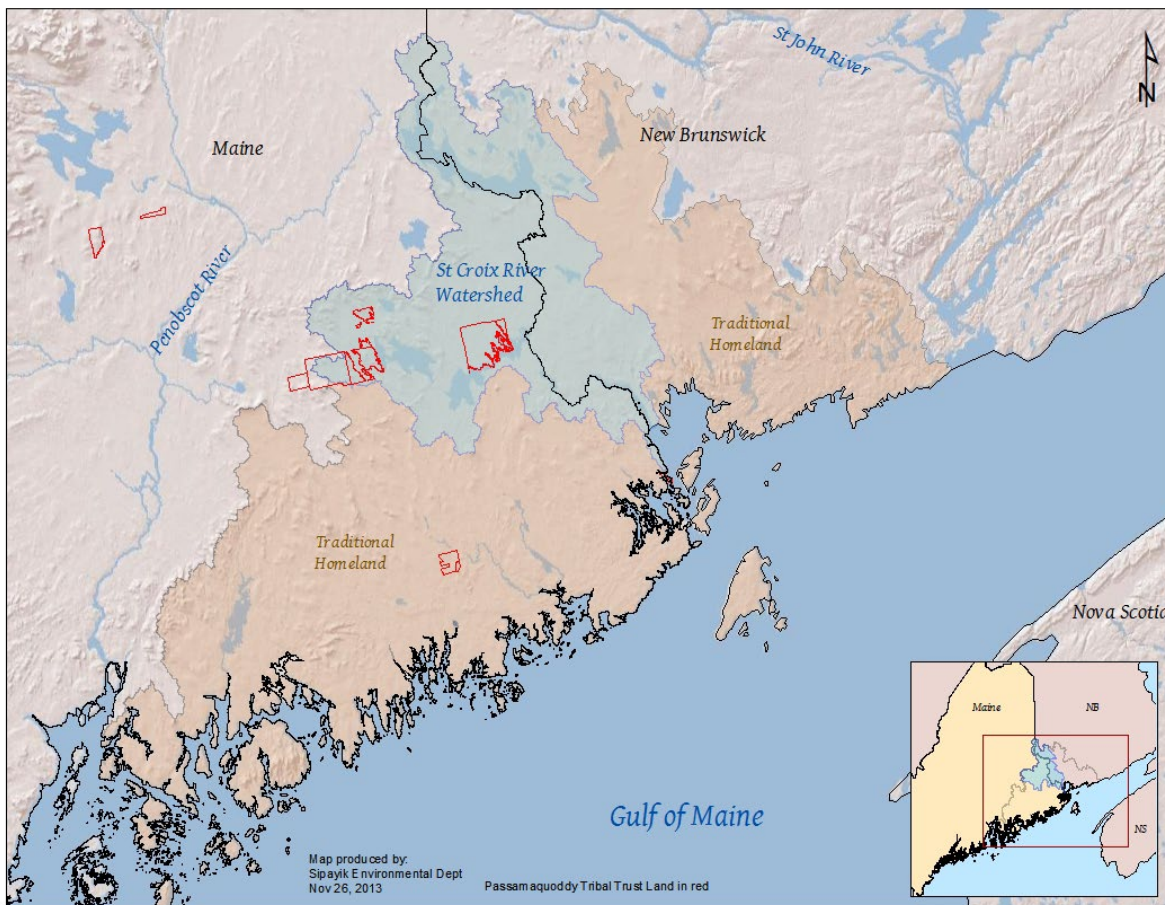 St John River
N
New Brunswick
Maine
Penobscot River
St Croix River
Watershed
Traditional
Homeland
Traditional
Homeland
Nova Scotia
Maine
NB
NS
Gulf of Maine
Map produced by:
Sipayik Environmental Dept
Nov 26, 2013
Passamaquoddy Tribal Trust Land in red